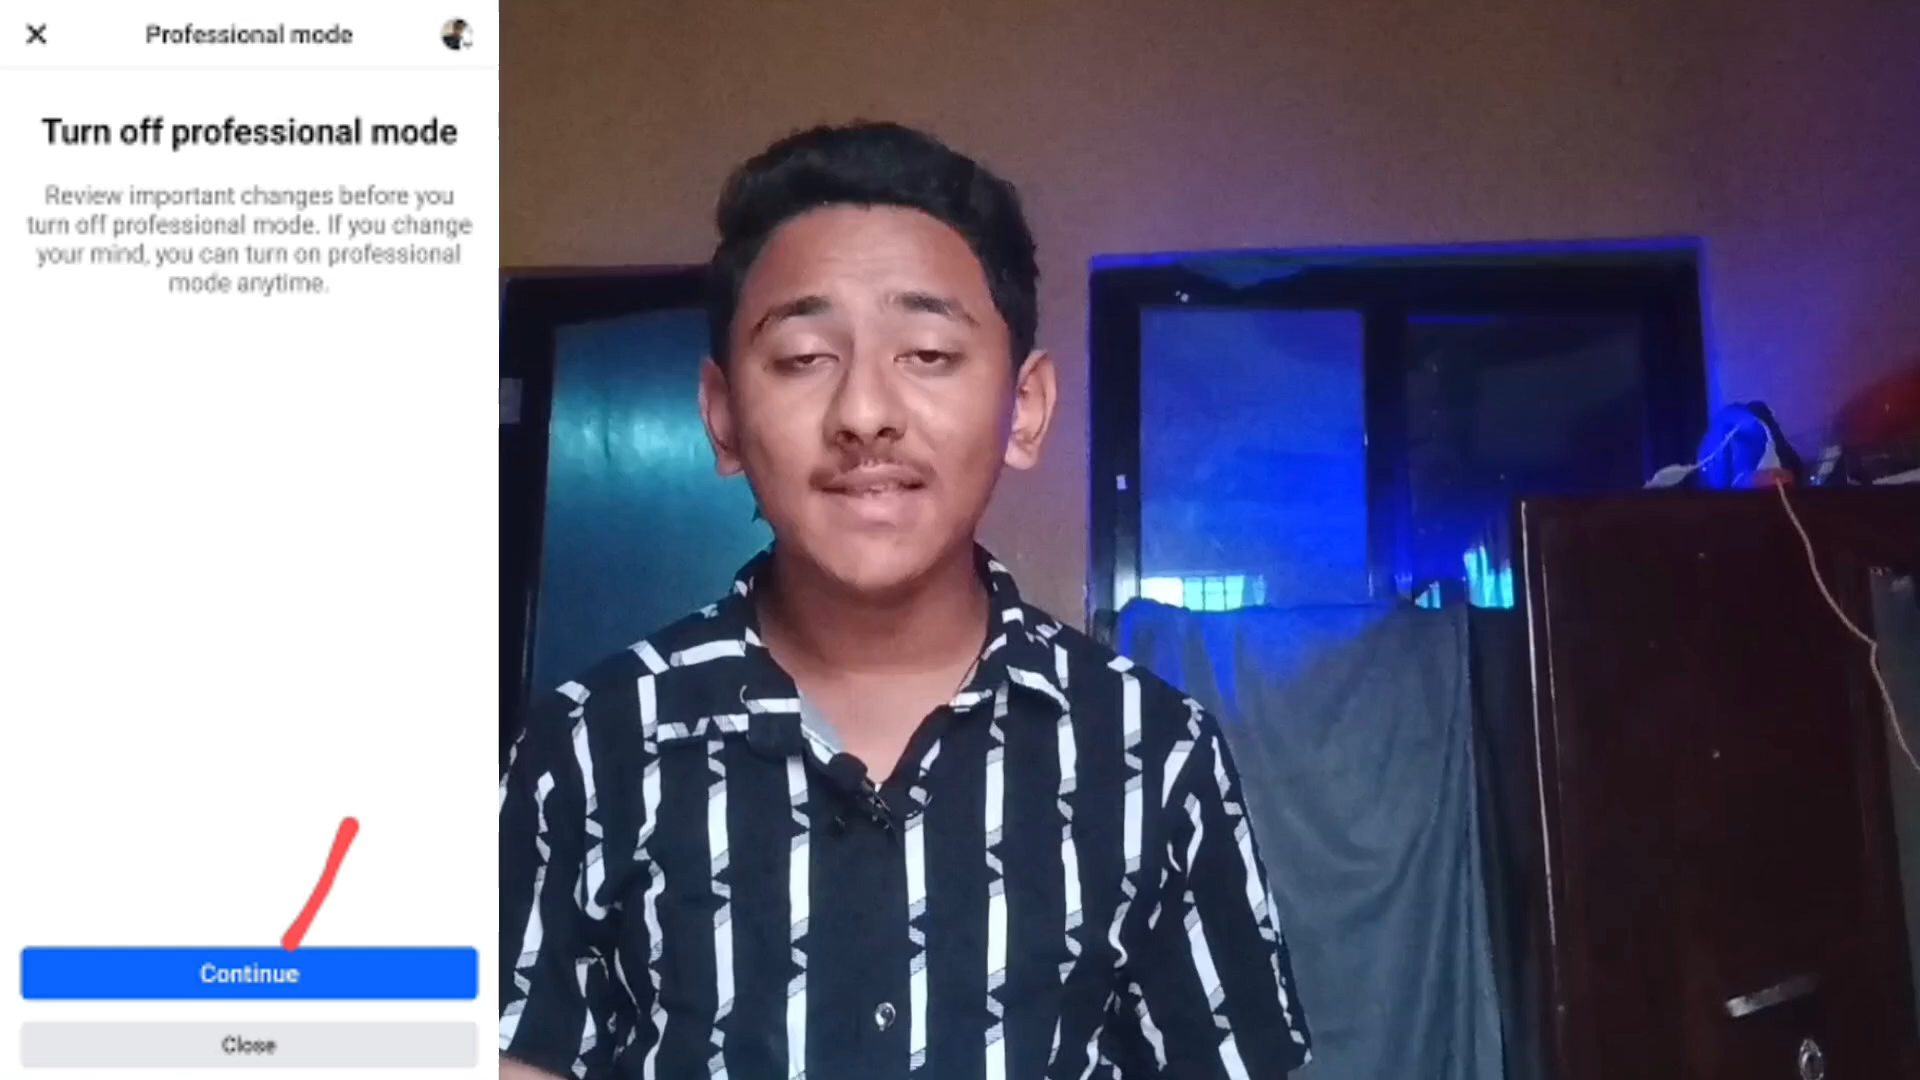 Professional mode
Turn off professional mode
Review important changes before you
turn off professional mode. If you change
your mind, you can turn on professional
mode anytime.
Continue
Close